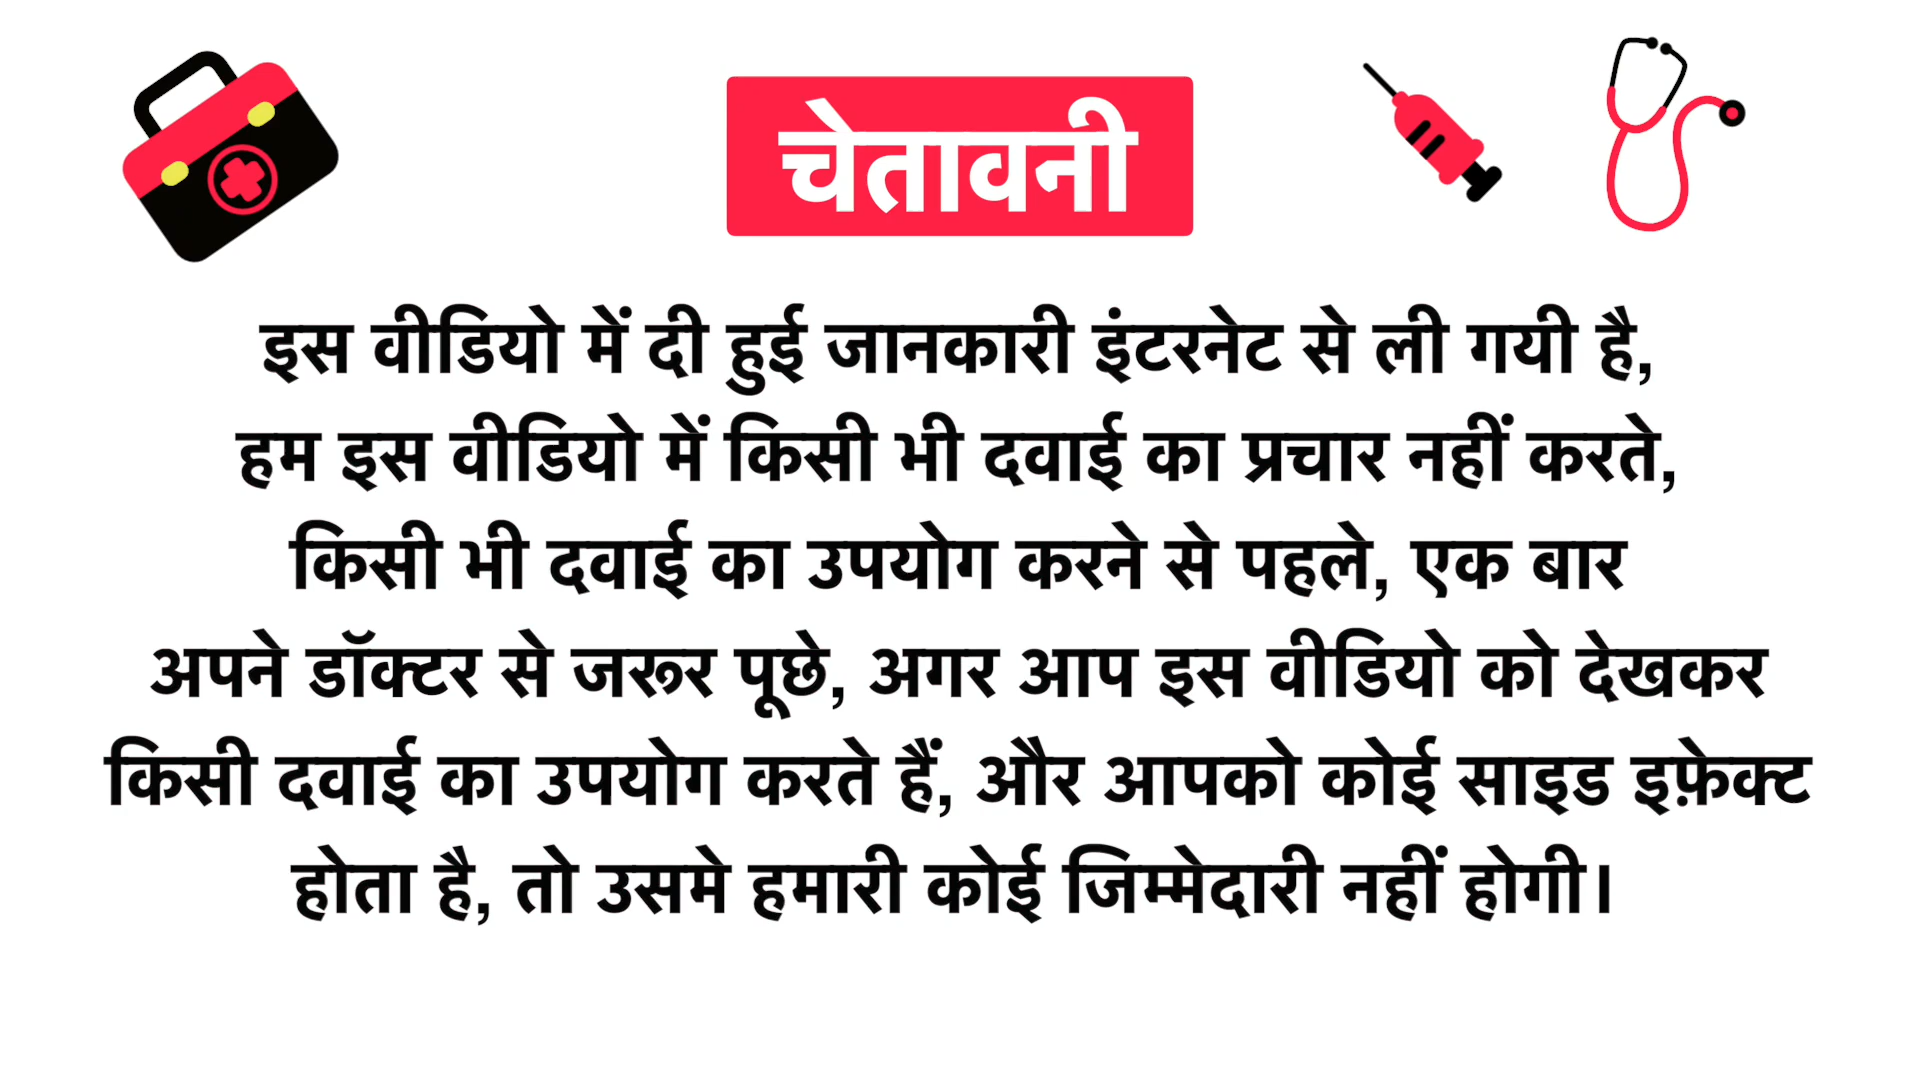 चेतावनी
इस वीडियो में दी हुई जानकारी इंटरनेट से ली गयी है,
हम इस वीडियो में किसी भी दवाई का प्रचार नहीं करते,
किसी भी दवाई का उपयोग करने से पहले, एक बार
अपने डॉक्टर से जरूर पूछे, अगर आप इस वीडियो को देखकर
किसी दवाई का उपयोग करते हैं, और आपको कोई साइड इफ़ेक्ट
होता है, तो उसमे हमारी कोई जिम्मेदारी नहीं होगी।